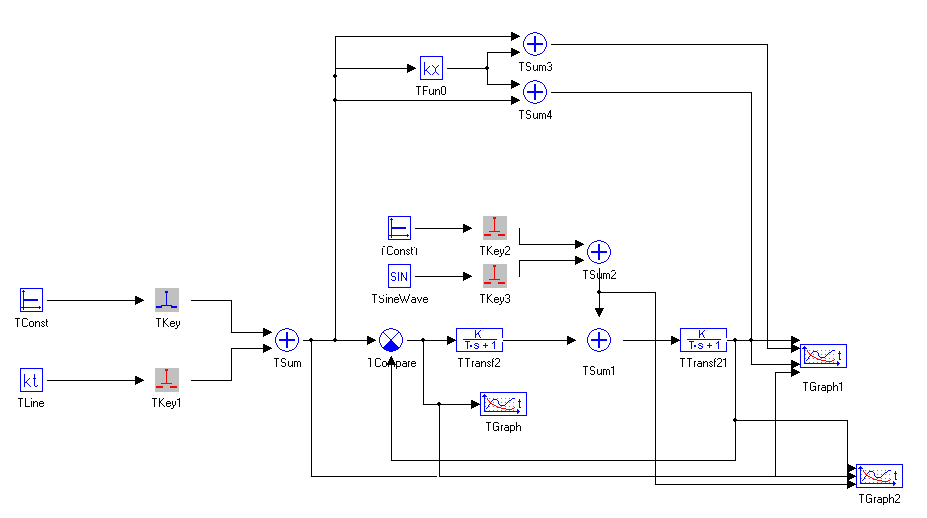 TSum3
kx
TFun0
TSum4
TKey2
TSum2
SIN
TSineWave
TKey3
TConst
TKey
TSum
TCompare
K
T·s + 1
TTransf2
TSum1
K
T·s + 1
TTransf21
t
TGraph1
kt
TLine
TKey1
t
TGraph
t
TGraph2